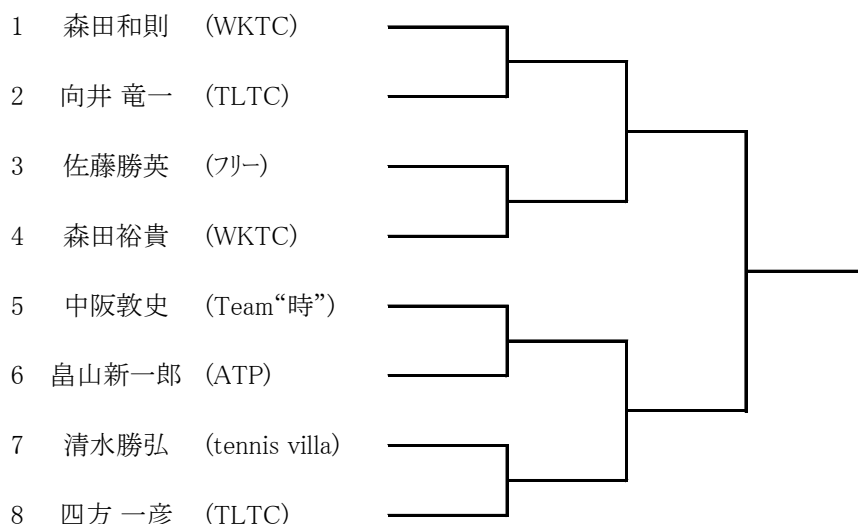 1 森田和則 (WKTC)
2 向井 竜一 (TLTC)
3 佐藤勝英 (フリー)
4 森田裕貴 (WKTC)
5 中阪敦史 (Team“時”)
6 畠山新一郎 (ATP)
7 清水勝弘 (tennis villa)
8 四方 一彦 (TLTC)